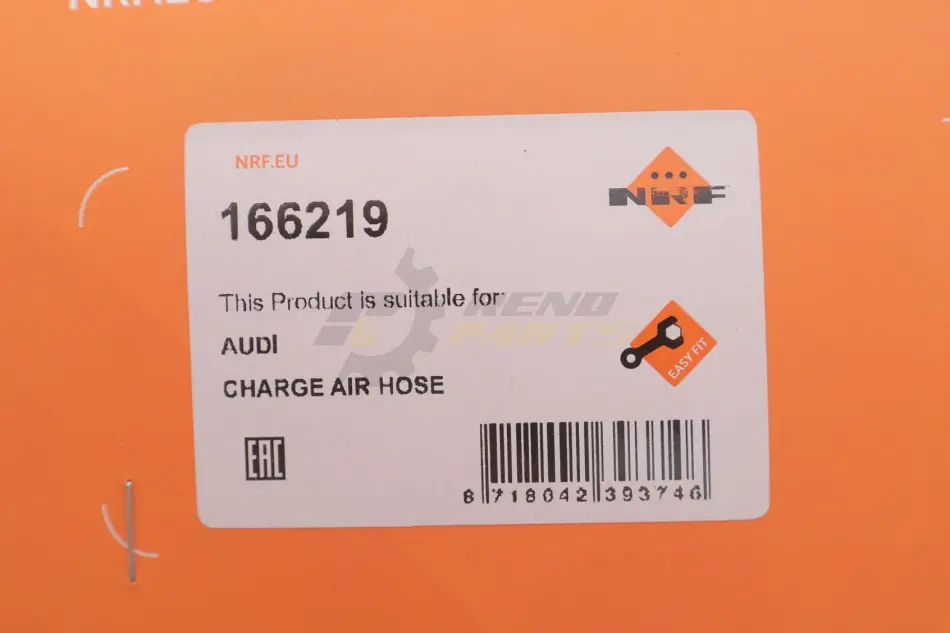 NRF.EU
166219
NRF
This Product is suitable for:
RENO
PARTS
AUDI
EASY FIT
CHARGE AIR HOSE
EAC
8 718042 393746